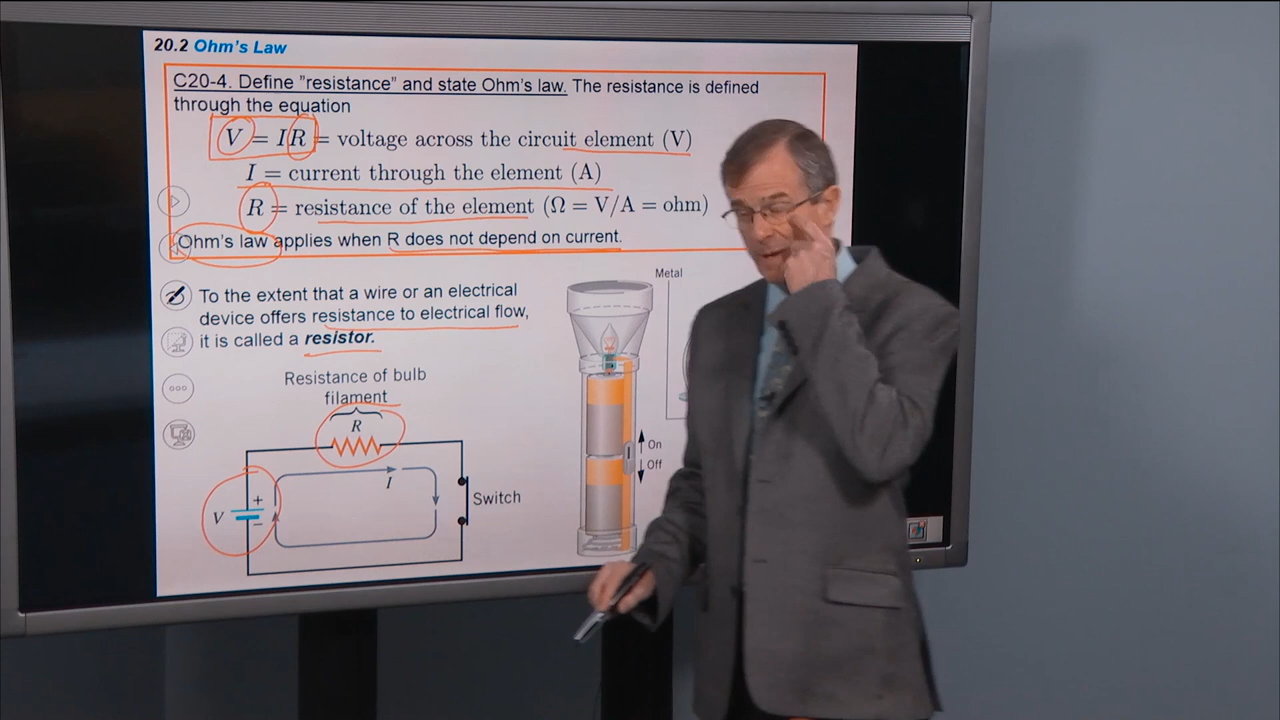 20.2 Ohm's Law
C20-4. Define "resistance" and state Ohm's law. The resistance is defined
through the equation
V = IR = voltage across the circuit element (V)
I = current through the element (A)
R = resistance of the element (Ω = V/A = ohm)
Ohm's law applies when R does not depend on current.
To the extent that a wire or an electrical
device offers resistance to electrical flow,
it is called a resistor.
Metal
Resistance of bulb
filament
R
On
Off
I
V
+
−
Switch